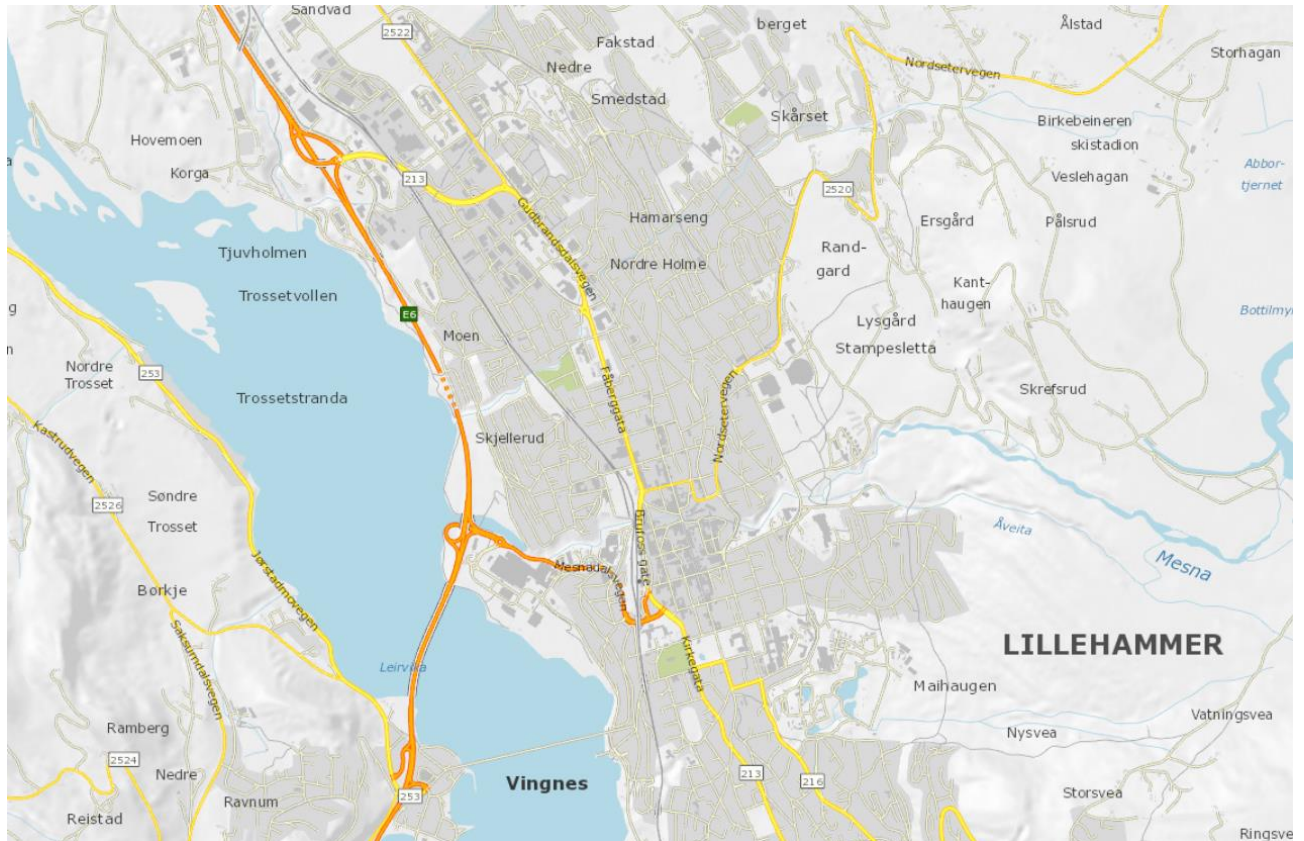 Sandvad
berget
Ålstad
2522
Fakstad
Storhagan
Nedre
Nordsetervegen
Smedstad
Skårset
Birkebeineren
skistadion
Hovemoen
Korga
213
Veslehagan
Abbor-
tjernet
2520
Gudbrandsdalsvegen
Hamarseng
Ersgård
Pålsrud
Tjuvholmen
Rand-
gard
Nordre Holme
Kant-
haugen
Trossetvollen
E6
Moen
Lysgård
Stampesletta
Bottilmy
Nordre
Trosset
253
Fåberggata
Nordsetervegen
Skrefsrud
Trossetstranda
Kastrudvegen
Skjellerud
Søndre
Trosset
2526
Brufoss gate
Åveita
Mesna
Jørstadmovegen
Mesnadalsvegen
Børkje
Saksumdalsvegen
Kirkegata
LILLEHAMMER
Leirvika
Maihaugen
Vatningsvea
Ramberg
Nysvea
2524
Nedre
Vingnes
213
216
253
Ravnum
Storsvea
Reistad
Ringsve